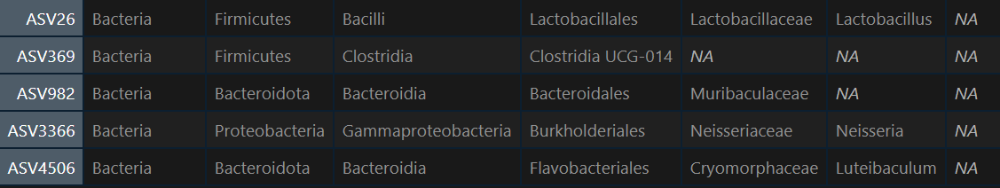 ASV26 Bacteria Firmicutes Bacilli Lactobacillales Lactobacillaceae Lactobacillus NA
ASV369 Bacteria Firmicutes Clostridia Clostridia UCG-014 NA NA NA
ASV982 Bacteria Bacteroidota Bacteroidia Bacteroidales Muribaculaceae NA NA
ASV3366 Bacteria Proteobacteria Gammaproteobacteria Burkholderiales Neisseriaceae Neisseria NA
ASV4506 Bacteria Bacteroidota Bacteroidia Flavobacteriales Cryomorphaceae Luteibaculum NA